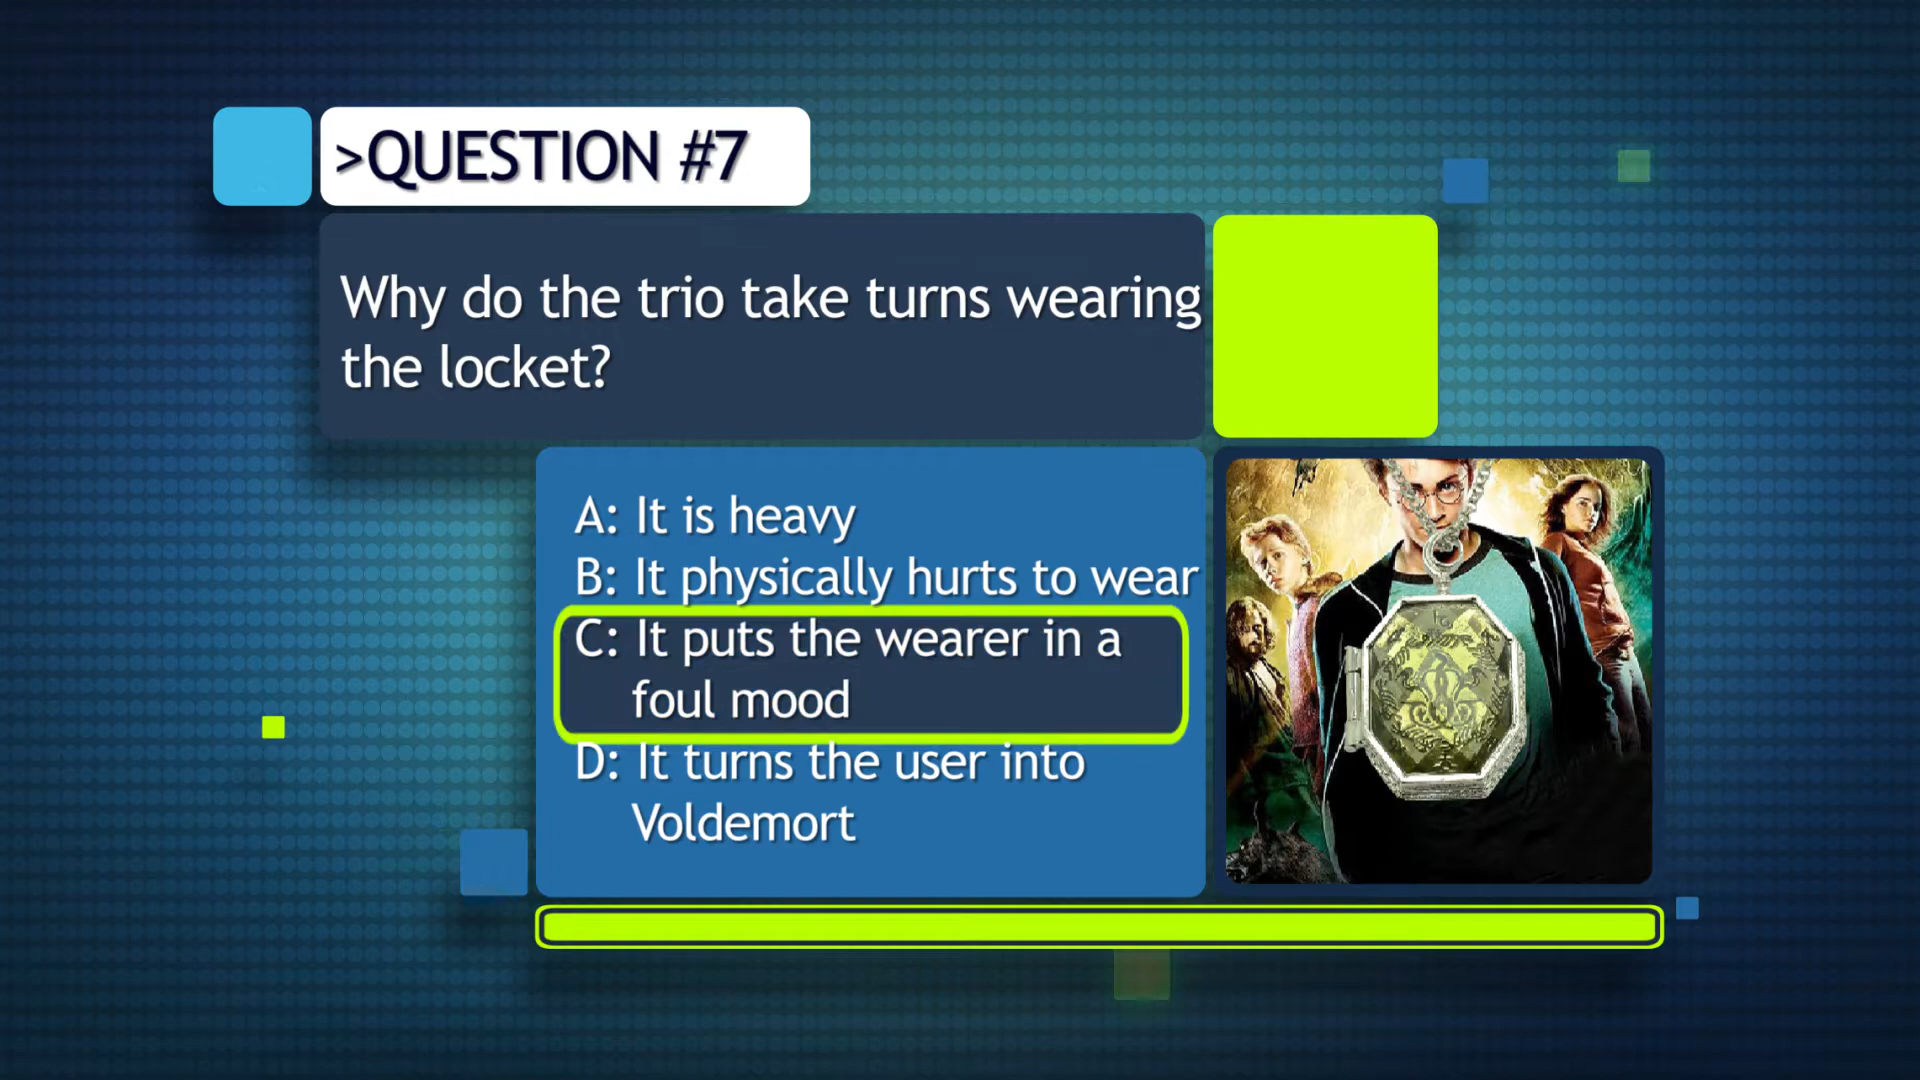 >QUESTION #7
Why do the trio take turns wearing
the locket?
A: It is heavy
B: It physically hurts to wear
C: It puts the wearer in a
foul mood
D: It turns the user into
Voldemort